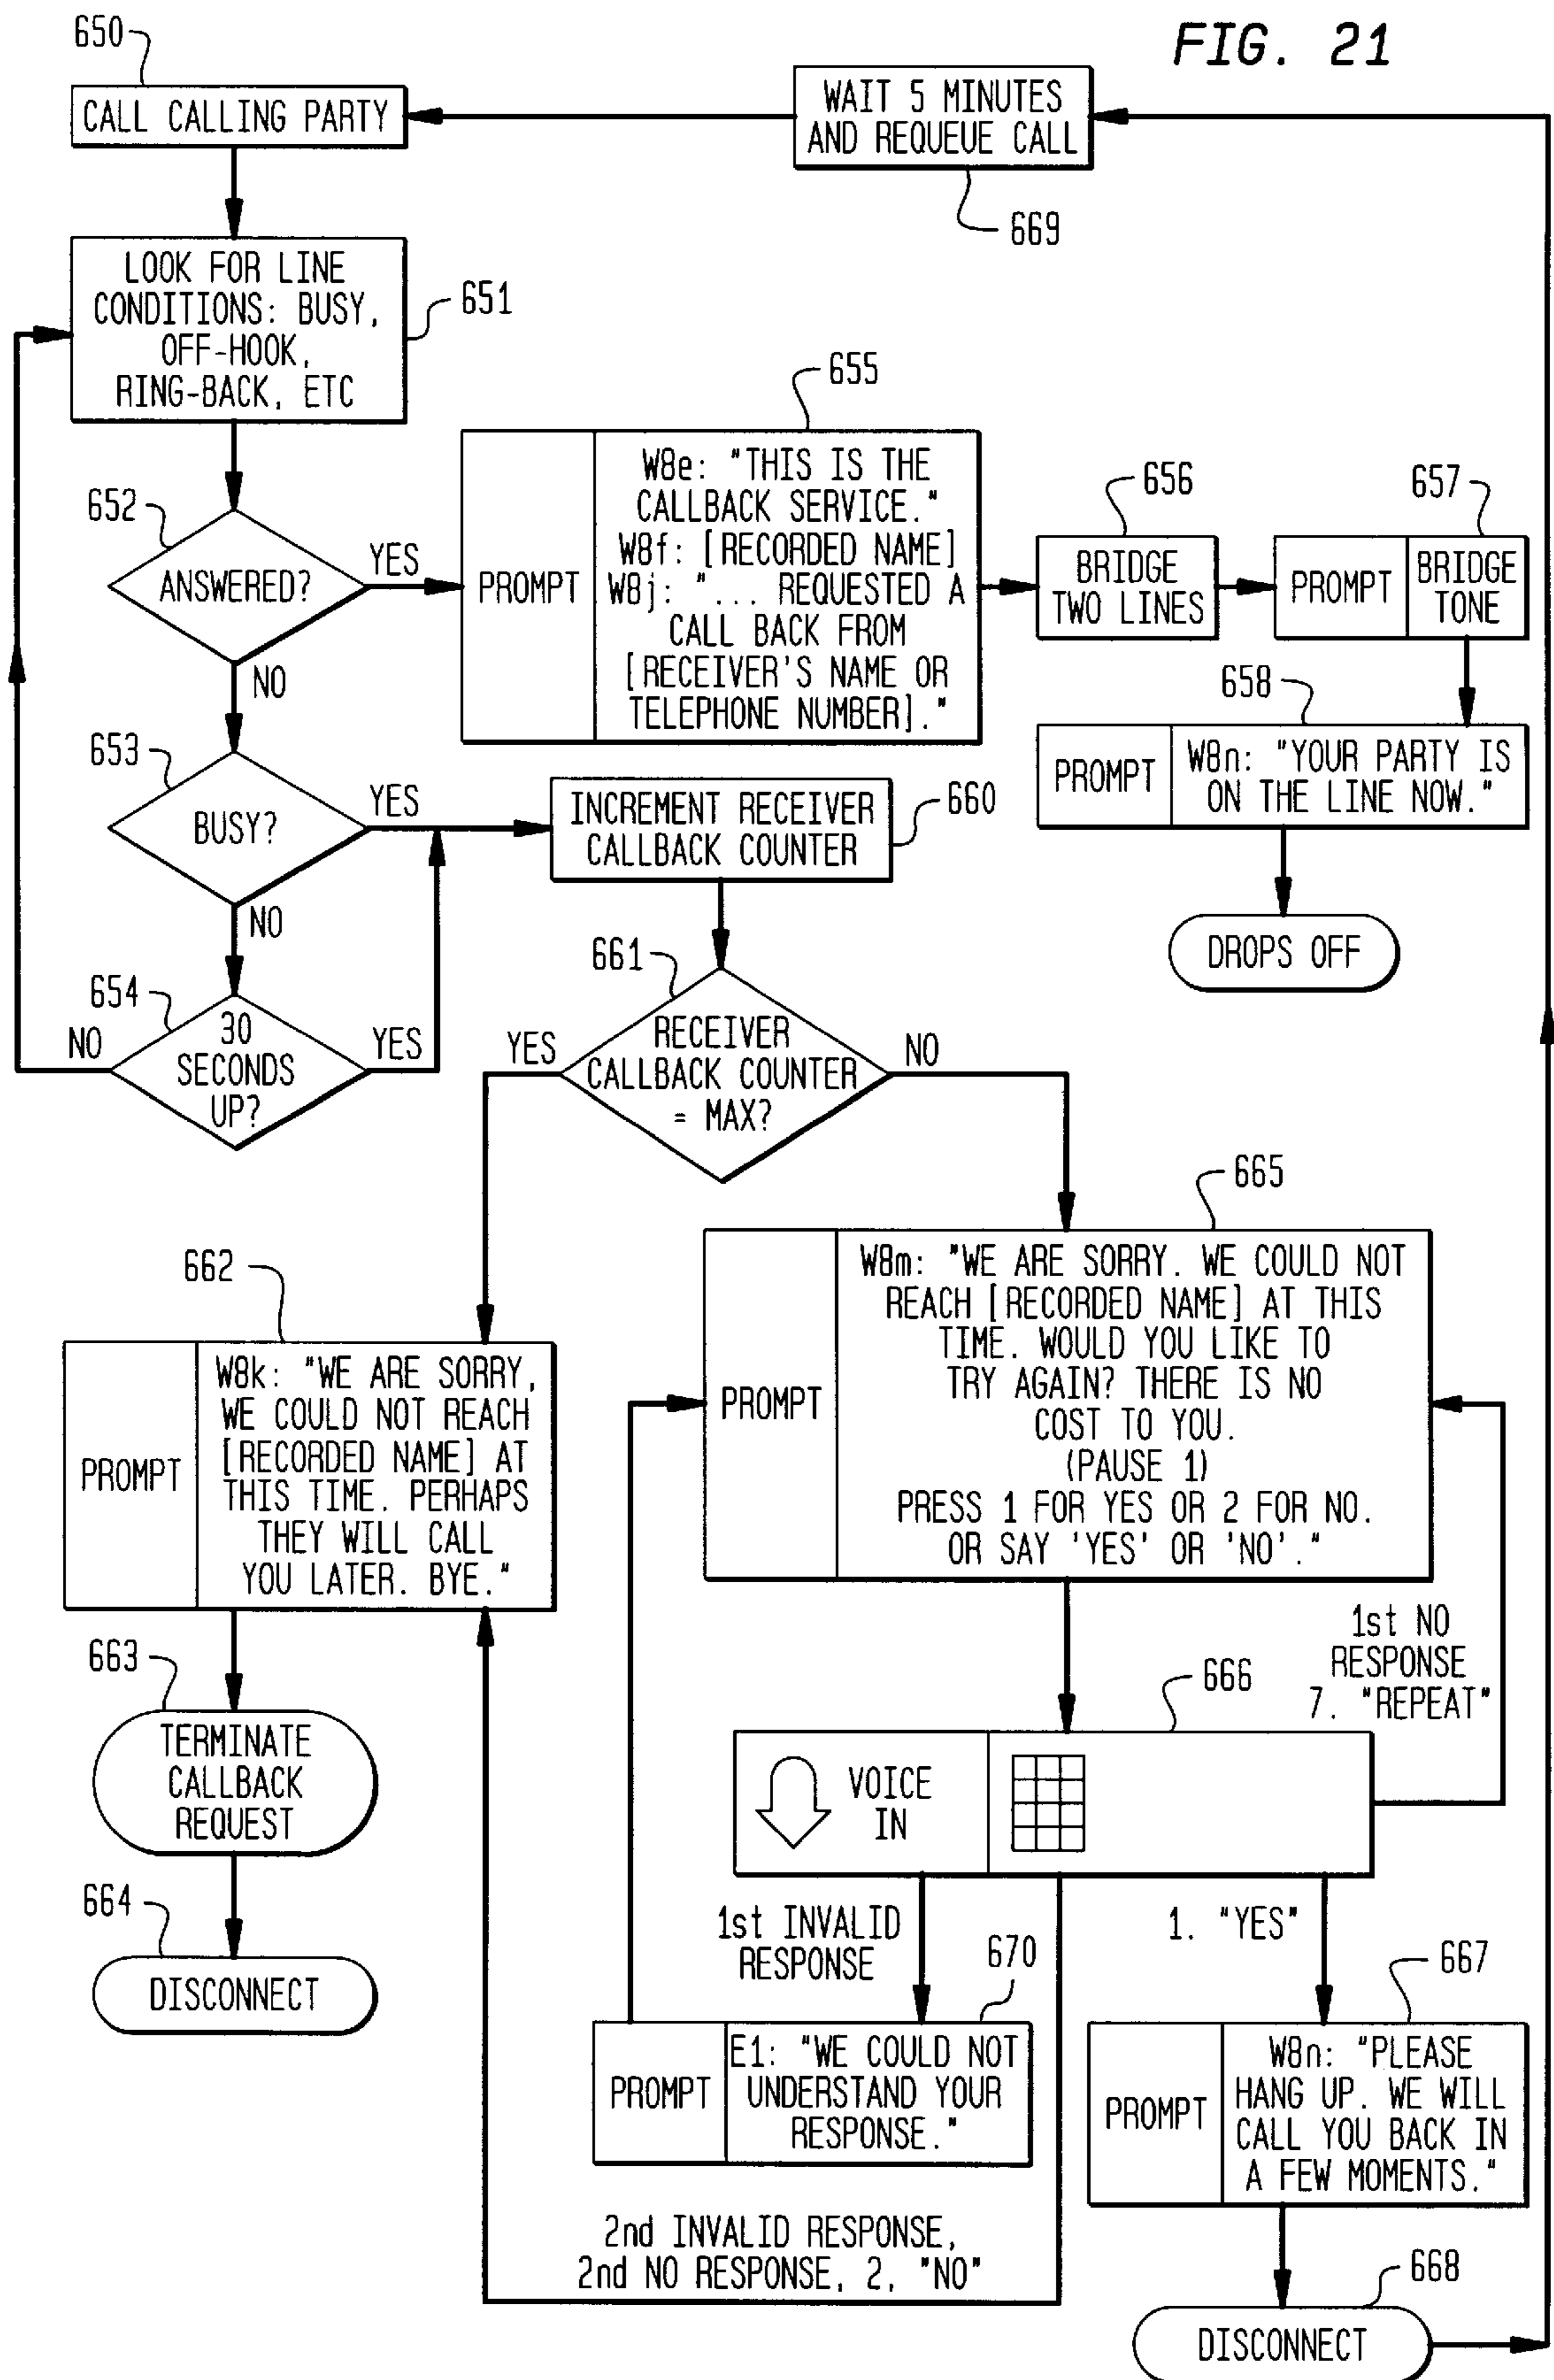 FIG. 21
650
CALL CALLING PARTY
WAIT 5 MINUTES
AND REQUEUE CALL
669
LOOK FOR LINE
CONDITIONS: BUSY,
OFF-HOOK,
RING-BACK, ETC
651
652
ANSWERED?
YES
NO
655
PROMPT
W8e: "THIS IS THE
CALLBACK SERVICE."
W8f: [RECORDED NAME]
W8j: "... REQUESTED A
CALL BACK FROM
[RECEIVER'S NAME OR
TELEPHONE NUMBER]."
656
BRIDGE
TWO LINES
657
PROMPT
BRIDGE
TONE
658
PROMPT
W8n: "YOUR PARTY IS
ON THE LINE NOW."
DROPS OFF
653
BUSY?
YES
NO
INCREMENT RECEIVER
CALLBACK COUNTER
660
654
30
SECONDS
UP?
NO
YES
661
RECEIVER
CALLBACK COUNTER
= MAX?
YES
NO
662
PROMPT
W8k: "WE ARE SORRY,
WE COULD NOT REACH
[RECORDED NAME] AT
THIS TIME. PERHAPS
THEY WILL CALL
YOU LATER. BYE."
663
TERMINATE
CALLBACK
REQUEST
664
DISCONNECT
665
PROMPT
W8m: "WE ARE SORRY. WE COULD NOT
REACH [RECORDED NAME] AT THIS
TIME. WOULD YOU LIKE TO
TRY AGAIN? THERE IS NO
COST TO YOU.
(PAUSE 1)
PRESS 1 FOR YES OR 2 FOR NO.
OR SAY 'YES' OR 'NO'."
1st NO
RESPONSE
7. "REPEAT"
666
VOICE
IN
1st INVALID
RESPONSE
1. "YES"
670
PROMPT
E1: "WE COULD NOT
UNDERSTAND YOUR
RESPONSE."
667
PROMPT
W8n: "PLEASE
HANG UP. WE WILL
CALL YOU BACK IN
A FEW MOMENTS."
2nd INVALID RESPONSE,
2nd NO RESPONSE, 2, "NO"
668
DISCONNECT